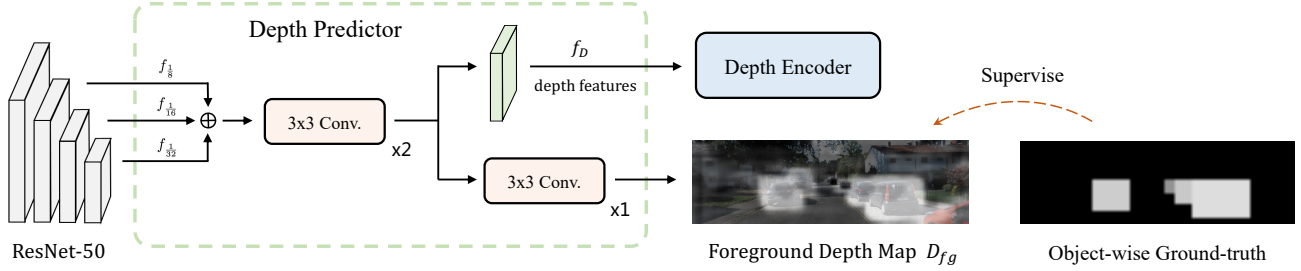 Depth Predictor
f_{1/8}
f_{1/16}
f_{1/32}
3x3 Conv.
x2
f_D
depth features
Depth Encoder
3x3 Conv.
x1
Supervise
ResNet-50
Foreground Depth Map D_{fg}
Object-wise Ground-truth